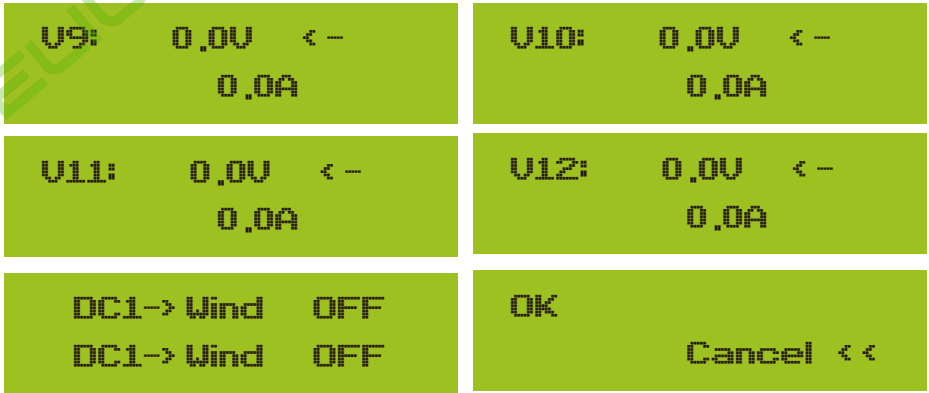 V9: 0.0V <-
0.0A
V10: 0.0V <-
0.0A
V11: 0.0V <-
0.0A
V12: 0.0V <-
0.0A
DC1-> Wind OFF
DC1-> Wind OFF
OK
Cancel <<